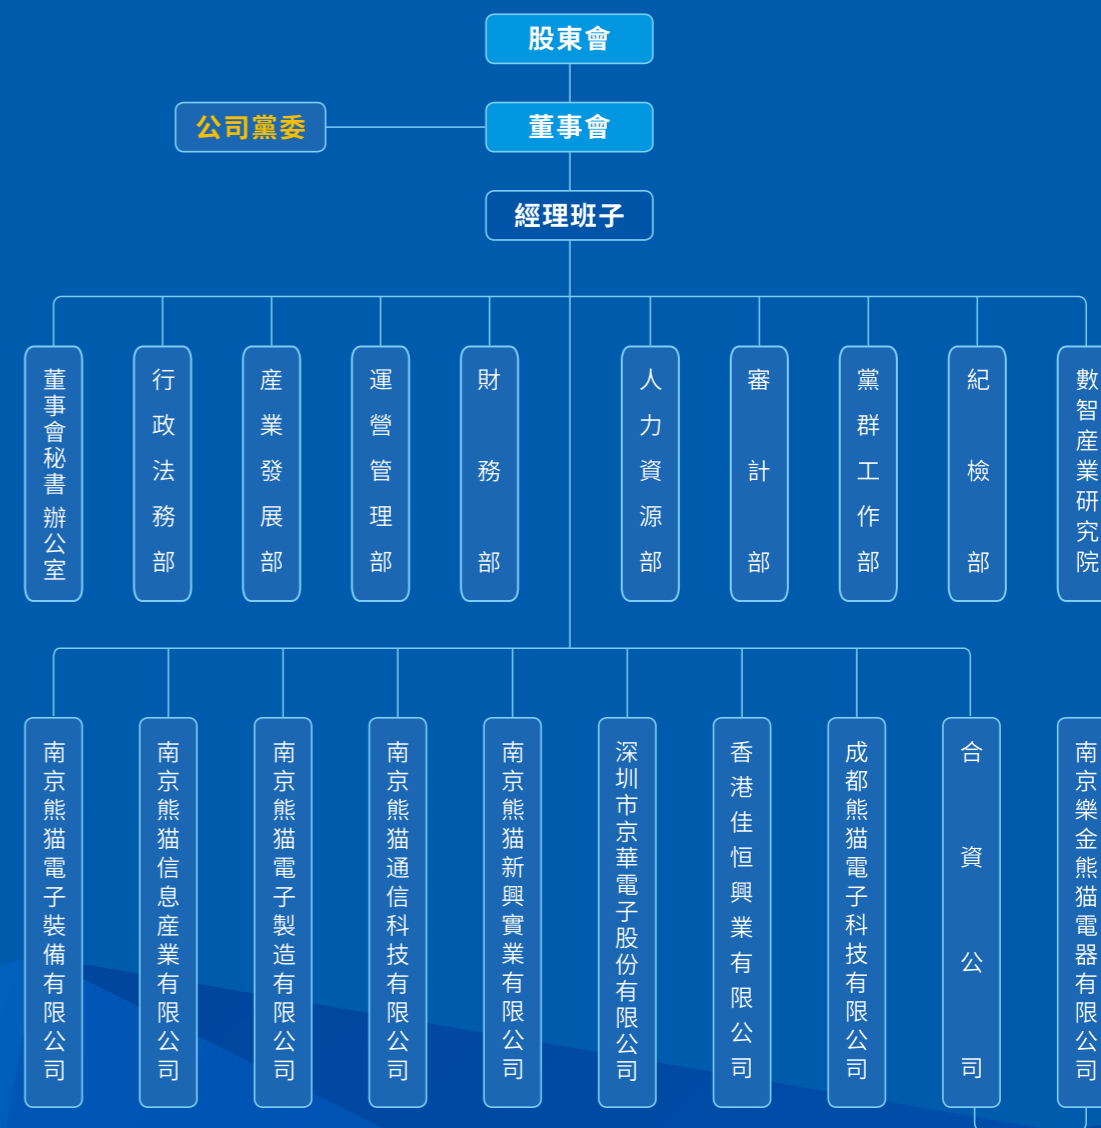 股東會
公司黨委
董事會
經理班子
董事會秘書辦公室
行政法務部
産業發展部
運營管理部
財務部
人力資源部
審計部
黨群工作部
紀檢部
數智産業研究院
南京熊猫電子裝備有限公司
南京熊猫信息産業有限公司
南京熊猫電子製造有限公司
南京熊猫通信科技有限公司
南京熊猫新興實業有限公司
深圳市京華電子股份有限公司
香港佳恒興業有限公司
成都熊猫電子科技有限公司
合資公司
南京樂金熊猫電器有限公司